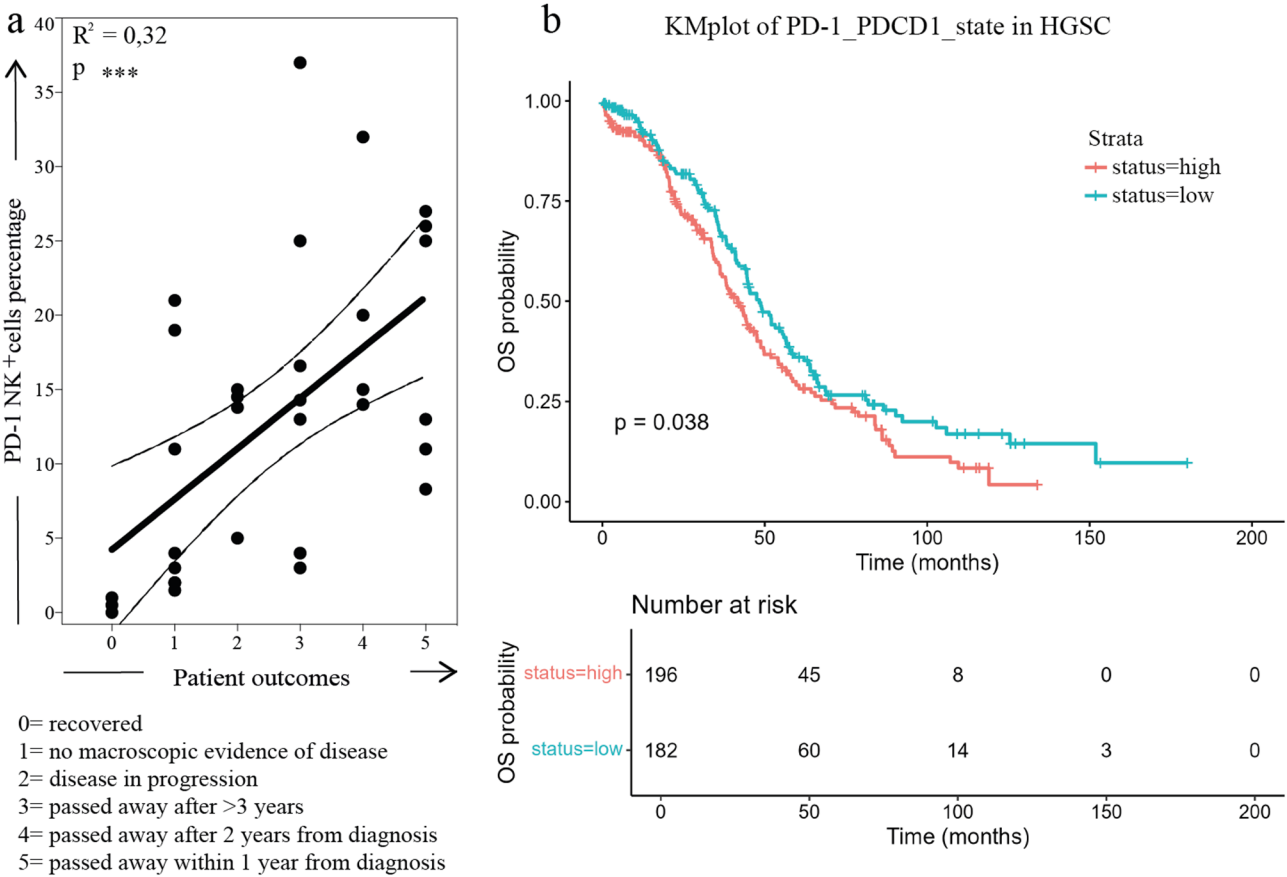 a
R² = 0,32
p ***
PD-1 NK⁺cells percentage
40
35
30
25
20
15
10
5
0
0 1 2 3 4 5
Patient outcomes
0= recovered
1= no macroscopic evidence of disease
2= disease in progression
3= passed away after >3 years
4= passed away after 2 years from diagnosis
5= passed away within 1 year from diagnosis
b
KMplot of PD-1_PDCD1_state in HGSC
OS probability
1.00
0.75
0.50
0.25
0.00
Strata
status=high
status=low
p = 0.038
0 50 100 150 200
Time (months)
Number at risk
OS probability
status=high 196 45 8 0 0
status=low 182 60 14 3 0
0 50 100 150 200
Time (months)